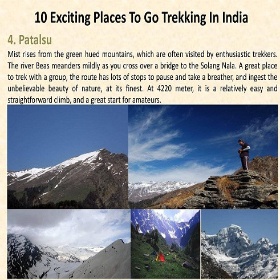 10 Exciting Places To Go Trekking In India
4. Patalsu
Mist rises from the green hued mountains, which are often visited by enthusiastic trekkers.
The river Beas meanders mildly as you cross over a bridge to the Solang Nala. A great place
to trek with a group, the route has lots of stops to pause and take a breather, and ingest the
unbelievable beauty of nature, at its finest. At 4220 meter, it is a relatively easy and
straightforward climb, and a great start for amateurs.